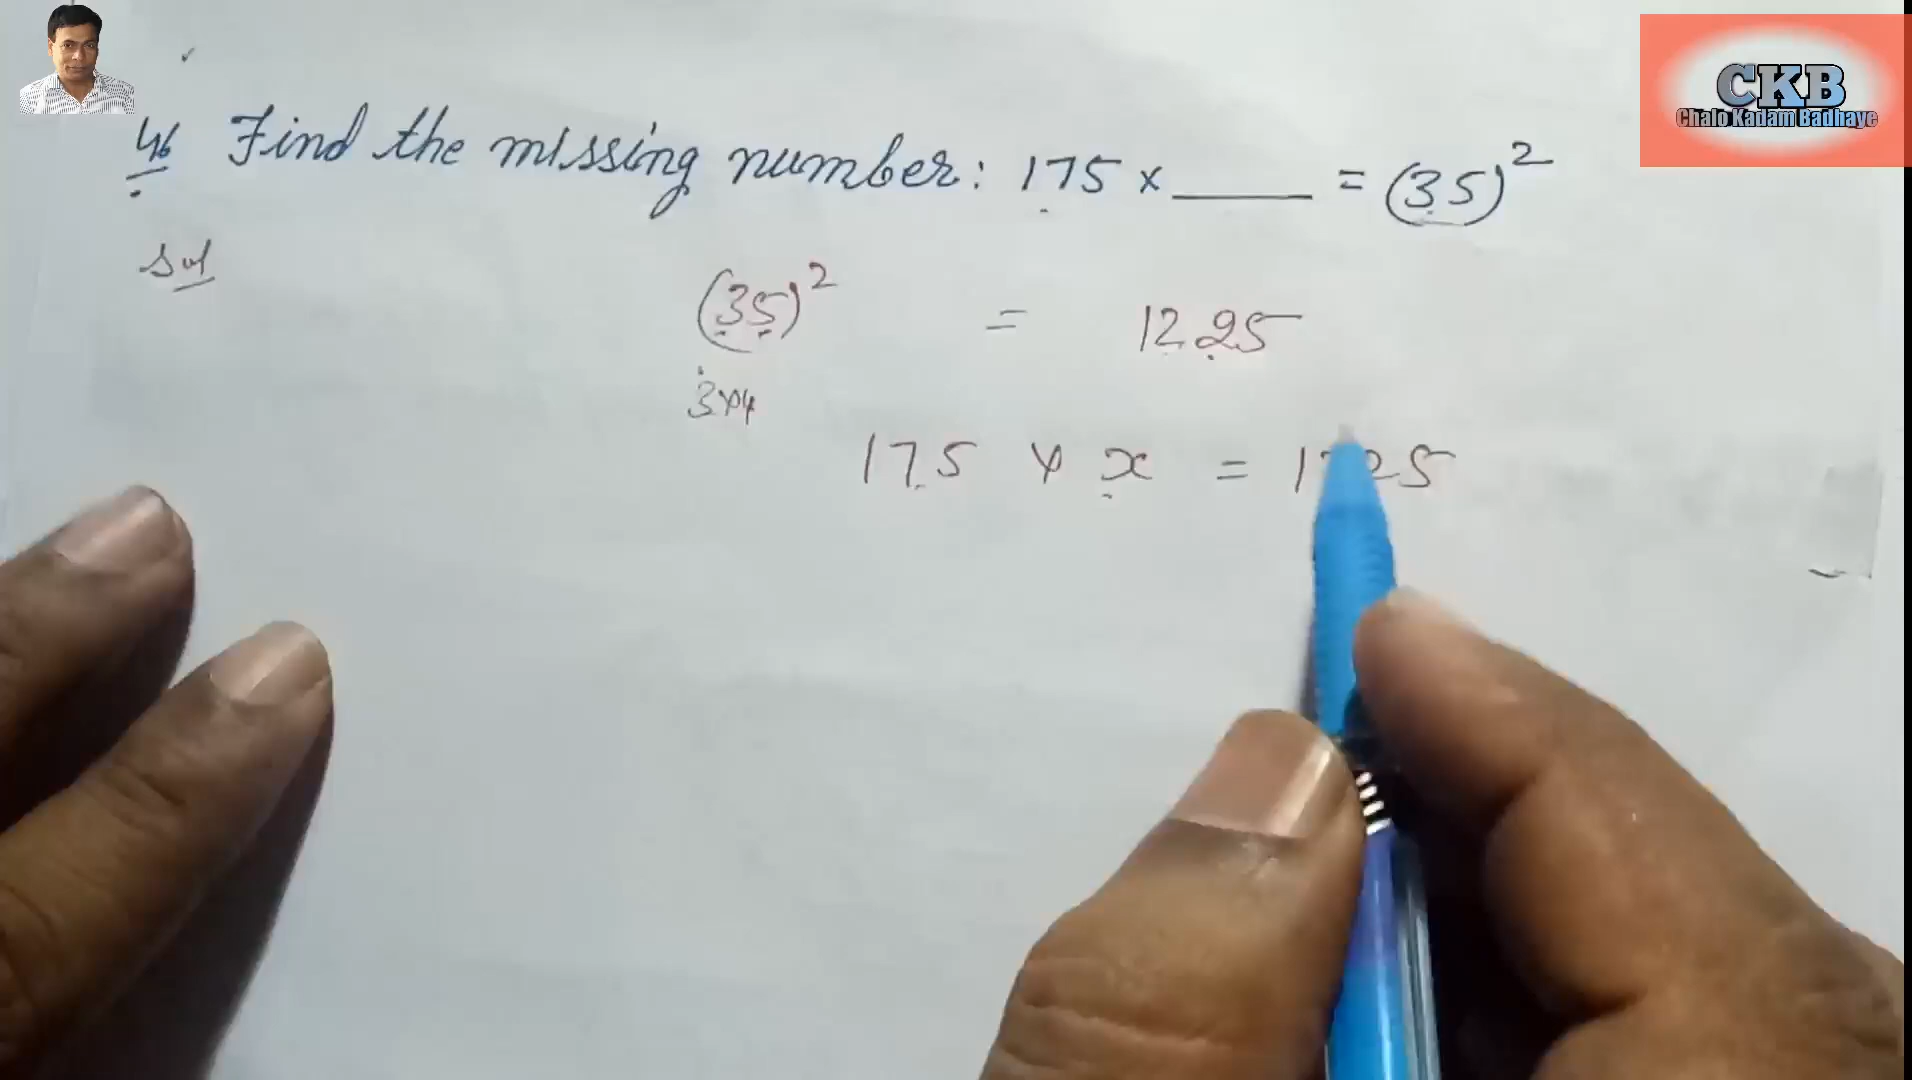 CKB
Chalo Kadam Badhaye
46 Find the missing number: 175 × ____ = (35)²
Sol
(35)² = 1225
3×4
175 × x = 1225